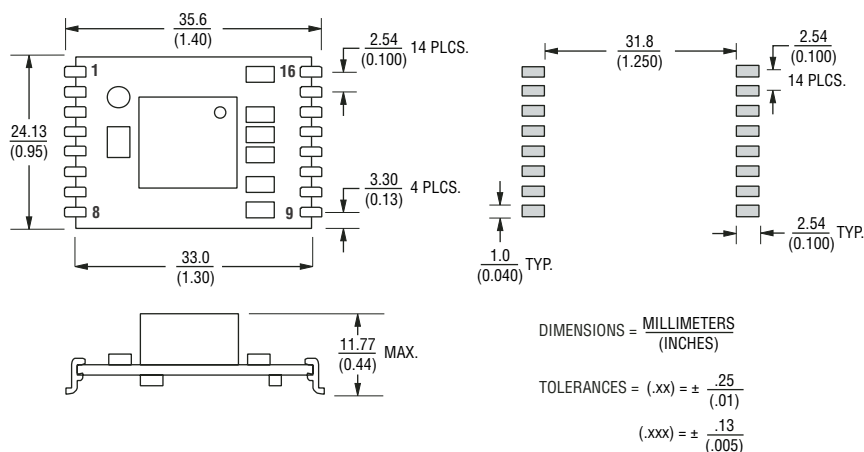 35.6
(1.40)
2.54
(0.100)
14 PLCS.
1
16
24.13
(0.95)
8
9
3.30
(0.13)
4 PLCS.
33.0
(1.30)
31.8
(1.250)
2.54
(0.100)
14 PLCS.
1.0
(0.040)
TYP.
2.54
(0.100)
TYP.
11.77
(0.44)
MAX.
DIMENSIONS = MILLIMETERS
(INCHES)
TOLERANCES = (.xx) = ± .25
(.01)
(.xxx) = ± .13
(.005)